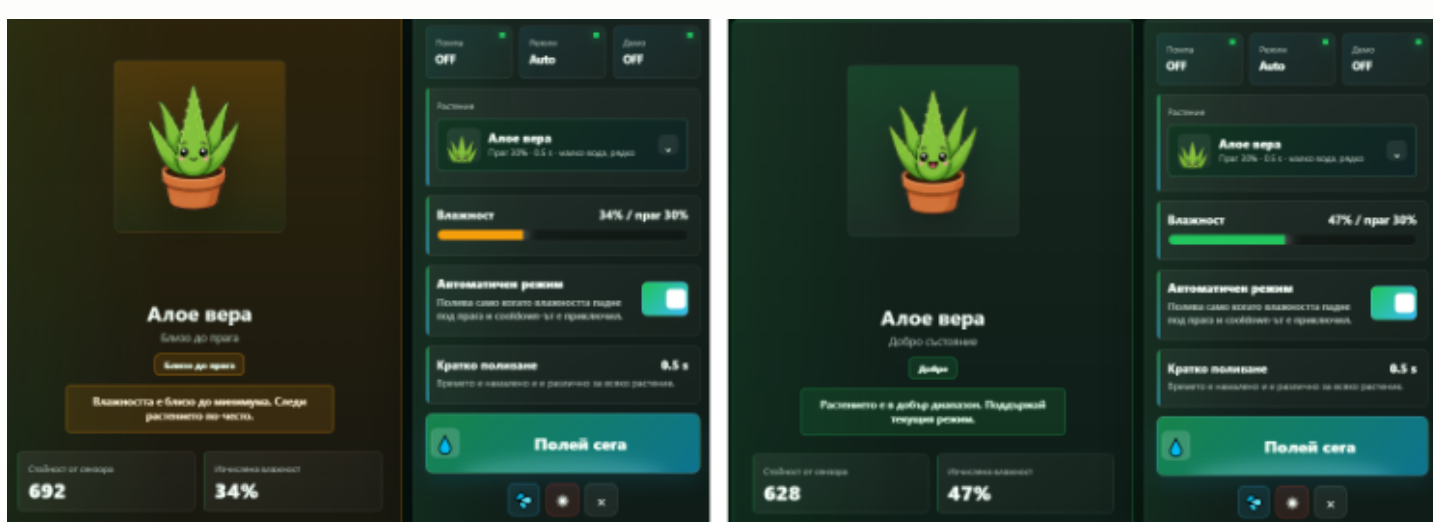 Алое вера
Близо до прага
Близо до прага
Влажността е близо до минимума. Следи
растението по-често.
Стойност от сензора
692
Изчислена влажност
34%
Помпа
OFF
Режим
Auto
Демо
OFF
Растение
Алое вера
Праг 30% · 0.5 s · малко вода, рядко
Влажност
34% / праг 30%
Автоматичен режим
Полива само когато влажността падне
под прага и cooldown-ът е приключил.
Кратко поливане
0.5 s
Времето е намалено и е различно за всяко растение.
Полей сега
Алое вера
Добро състояние
Добре
Растението е в добър диапазон. Поддържай
текущия режим.
Стойност от сензора
628
Изчислена влажност
47%
Помпа
OFF
Режим
Auto
Демо
OFF
Растение
Алое вера
Праг 30% · 0.5 s · малко вода, рядко
Влажност
47% / праг 30%
Автоматичен режим
Полива само когато влажността падне
под прага и cooldown-ът е приключил.
Кратко поливане
0.5 s
Времето е намалено и е различно за всяко растение.
Полей сега